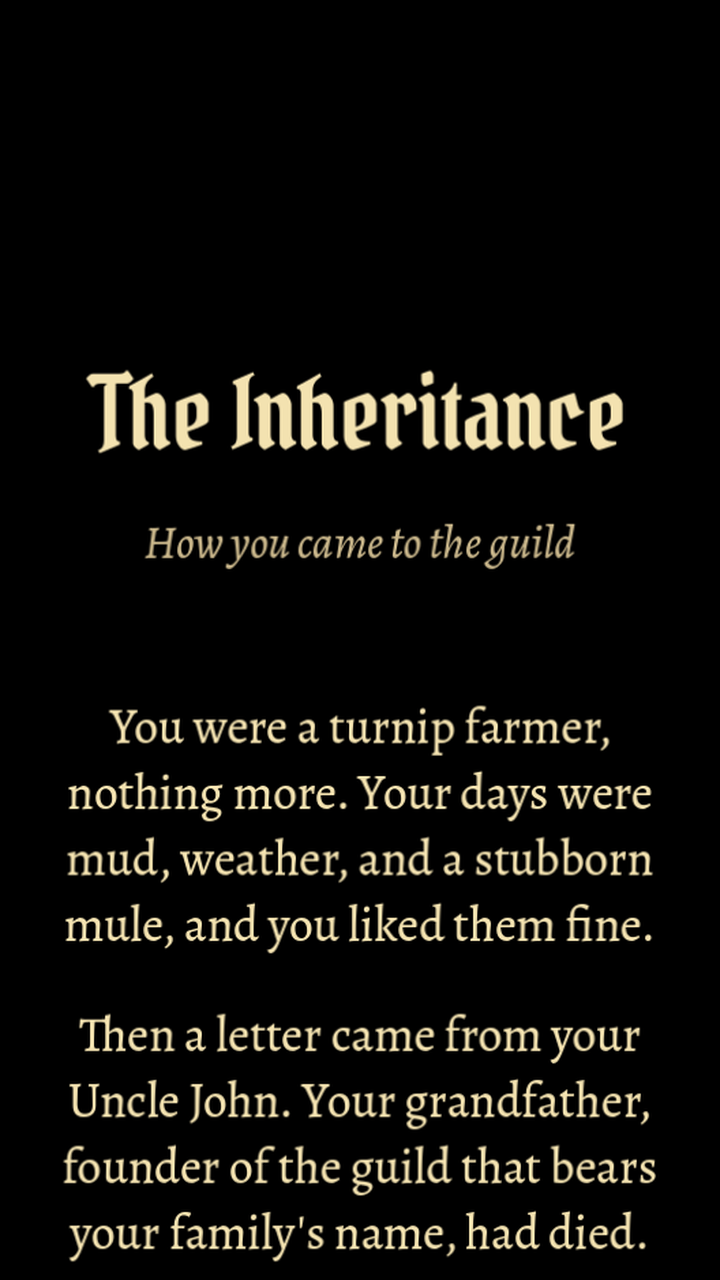 The Inheritance
How you came to the guild
You were a turnip farmer,
nothing more. Your days were
mud, weather, and a stubborn
mule, and you liked them fine.
Then a letter came from your
Uncle John. Your grandfather,
founder of the guild that bears
your family's name, had died.